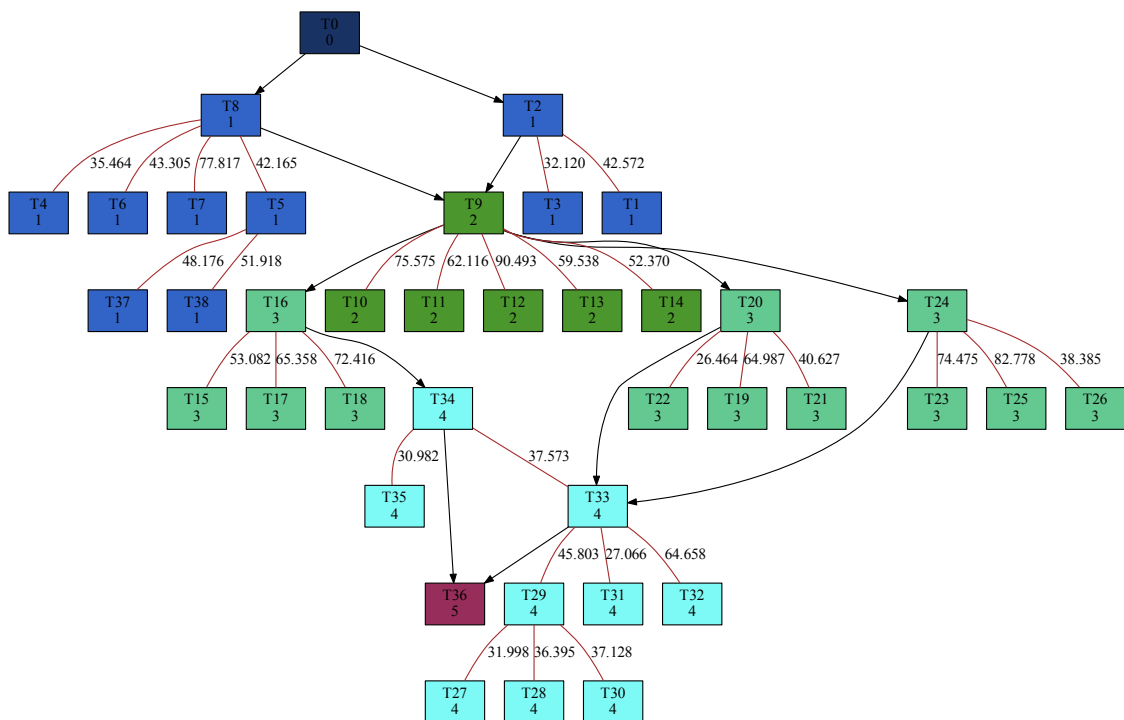 T0
0
T8
1
T2
1
35.464
43.305
77.817
42.165
32.120
42.572
T4
1
T6
1
T7
1
T5
1
T9
2
T3
1
T1
1
48.176
51.918
75.575
62.116
90.493
59.538
52.370
T37
1
T38
1
T16
3
T10
2
T11
2
T12
2
T13
2
T14
2
T20
3
T24
3
53.082
65.358
72.416
26.464
64.987
40.627
74.475
82.778
38.385
T15
3
T17
3
T18
3
T34
4
T22
3
T19
3
T21
3
T23
3
T25
3
T26
3
30.982
37.573
T35
4
T33
4
45.803
27.066
64.658
T36
5
T29
4
T31
4
T32
4
31.998
36.395
37.128
T27
4
T28
4
T30
4